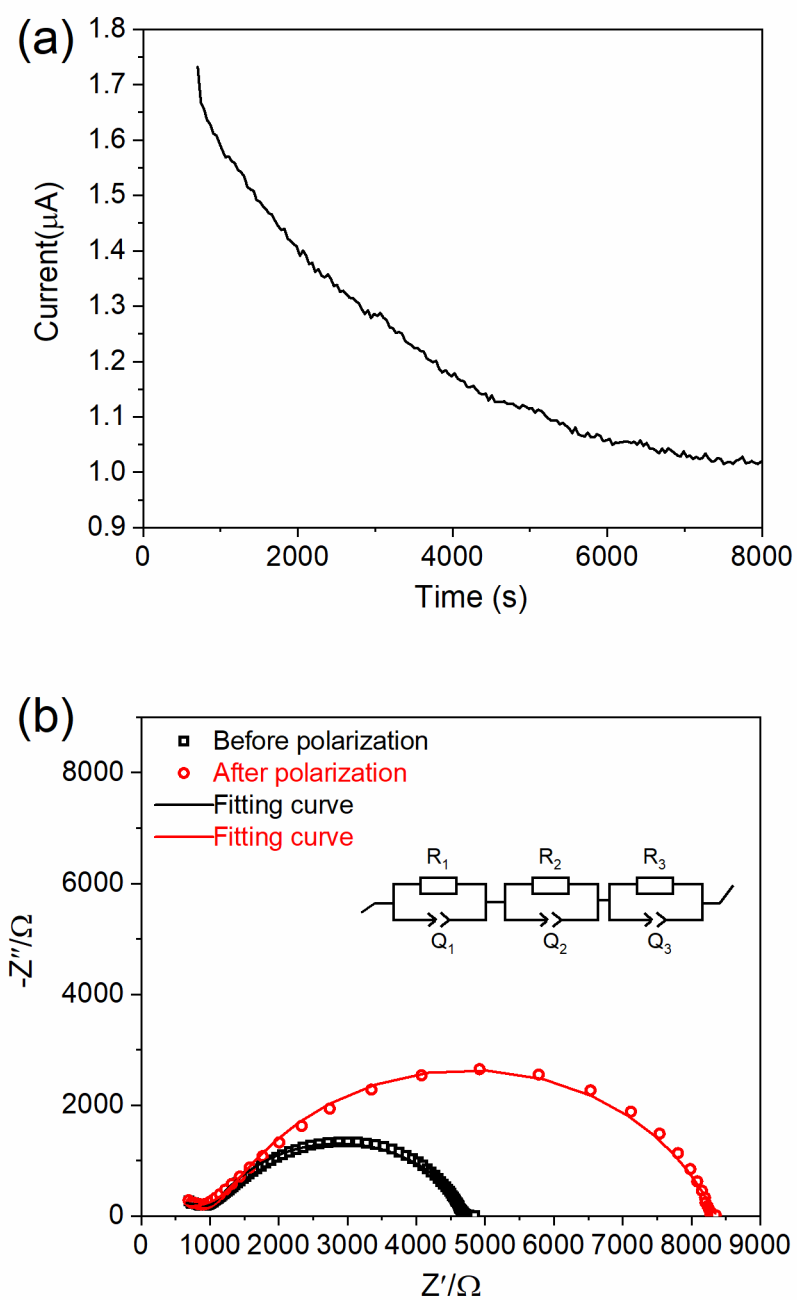 (a)
1.8
1.7
1.6
1.5
1.4
1.3
1.2
1.1
1.0
0.9
Current(μA)
0 2000 4000 6000 8000
Time (s)
(b)
Before polarization
After polarization
Fitting curve
Fitting curve
R1 R2 R3
Q1 Q2 Q3
8000
6000
4000
2000
0
-Z″/Ω
0 1000 2000 3000 4000 5000 6000 7000 8000 9000
Z′/Ω